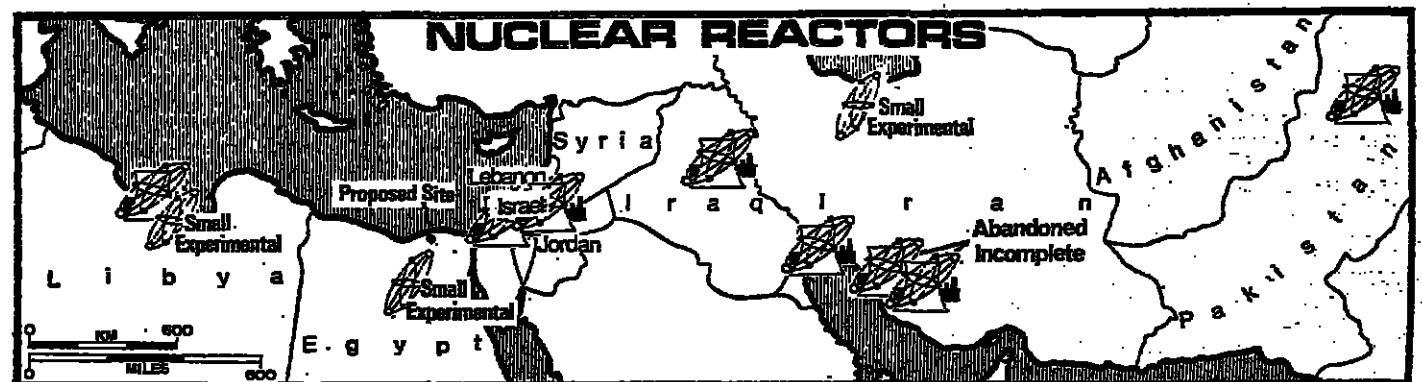 NUCLEAR REACTORS
Small
Experimental
Afghanistan
Syria
Lebanon
Proposed Site
Israel
Iraq
Iran
Pakistan
Small
Experimental
Jordan
Abandoned
Incomplete
Libya
Small
Experimental
Egypt
0 KM 600
0 MILES 600